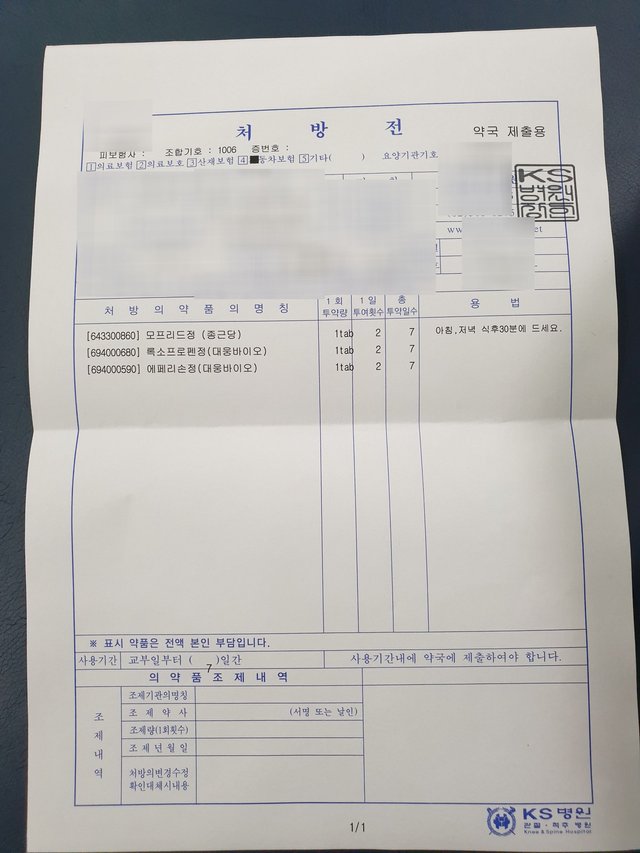 처 방 전
약국 제출용
피보험자 : 조합기호 : 1006 증번호 :
1 의료보험 2 의료보호 3 산재보험 4 동차보험 5 기타( ) 요양기관기호
KS
병원
장
www. .net
처 방 의 약 품 의 명 칭
1 회 투약량
1 일 투여횟수
총 투약일수
용 법
[643300860] 모프리드정 (종근당) 1tab 2 7 아침,저녁 식후30분에 드세요.
[694000680] 록소프로펜정(대웅바이오) 1tab 2 7
[694000590] 에페리손정(대웅바이오) 1tab 2 7
※ 표시 약품은 전액 본인 부담입니다.
사용기간 교부일부터 ( 7 )일간 사용기간내에 약국에 제출하여야 합니다.
의 약 품 조 제 내 역
조 제 내 역
조제기관의명칭
조 제 약 사 (서명 또는 날인)
조제량(1회횟수)
조 제 년 월 일
처방의변경수정
확인대체시내용
1/1
KS병원
관절·척추 병원
Knee & Spine Hospital